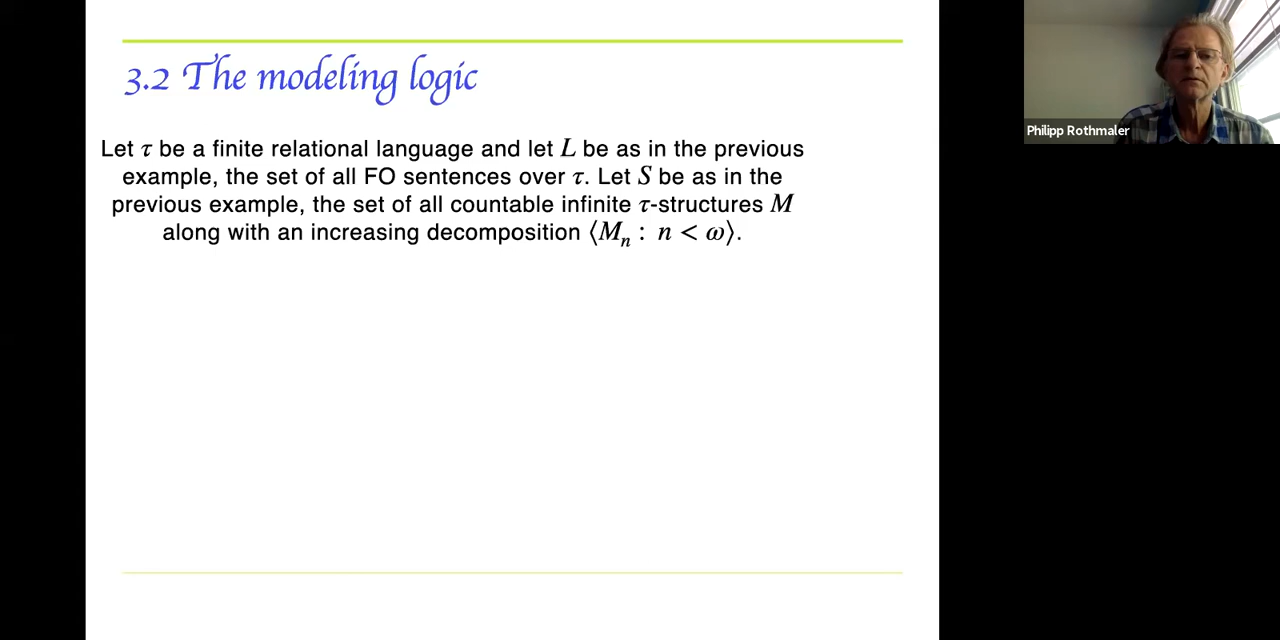 3.2 The modeling logic
Let τ be a finite relational language and let L be as in the previous
example, the set of all FO sentences over τ. Let S be as in the
previous example, the set of all countable infinite τ-structures M
along with an increasing decomposition ⟨Mₙ : n < ω⟩.
Philipp Rothmaler